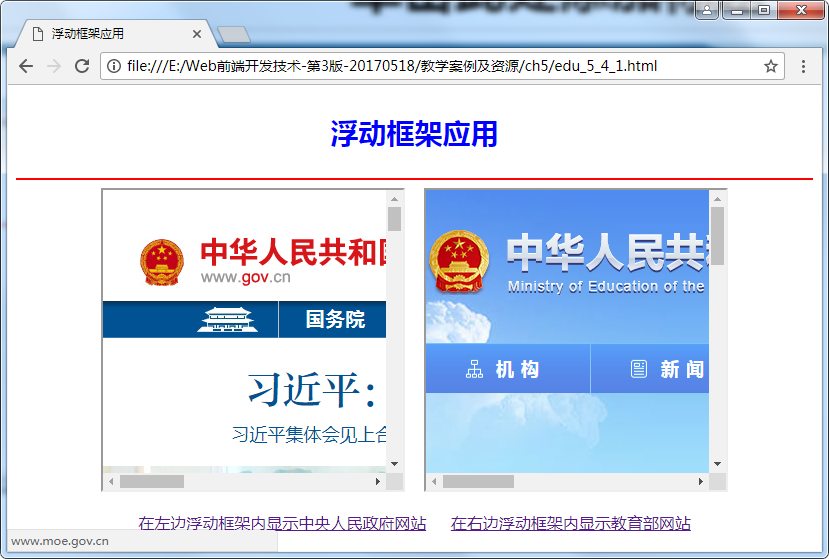 浮动框架应用
file:///E:/Web前端开发技术-第3版-20170518/教学案例及资源/ch5/edu_5_4_1.html
浮动框架应用
中华人民共和
www.gov.cn
国务院
习近平：
习近平集体会见上合
中华人民共
Ministry of Education of the
机构
新闻
在左边浮动框架内显示中央人民政府网站
在右边浮动框架内显示教育部网站
www.moe.gov.cn